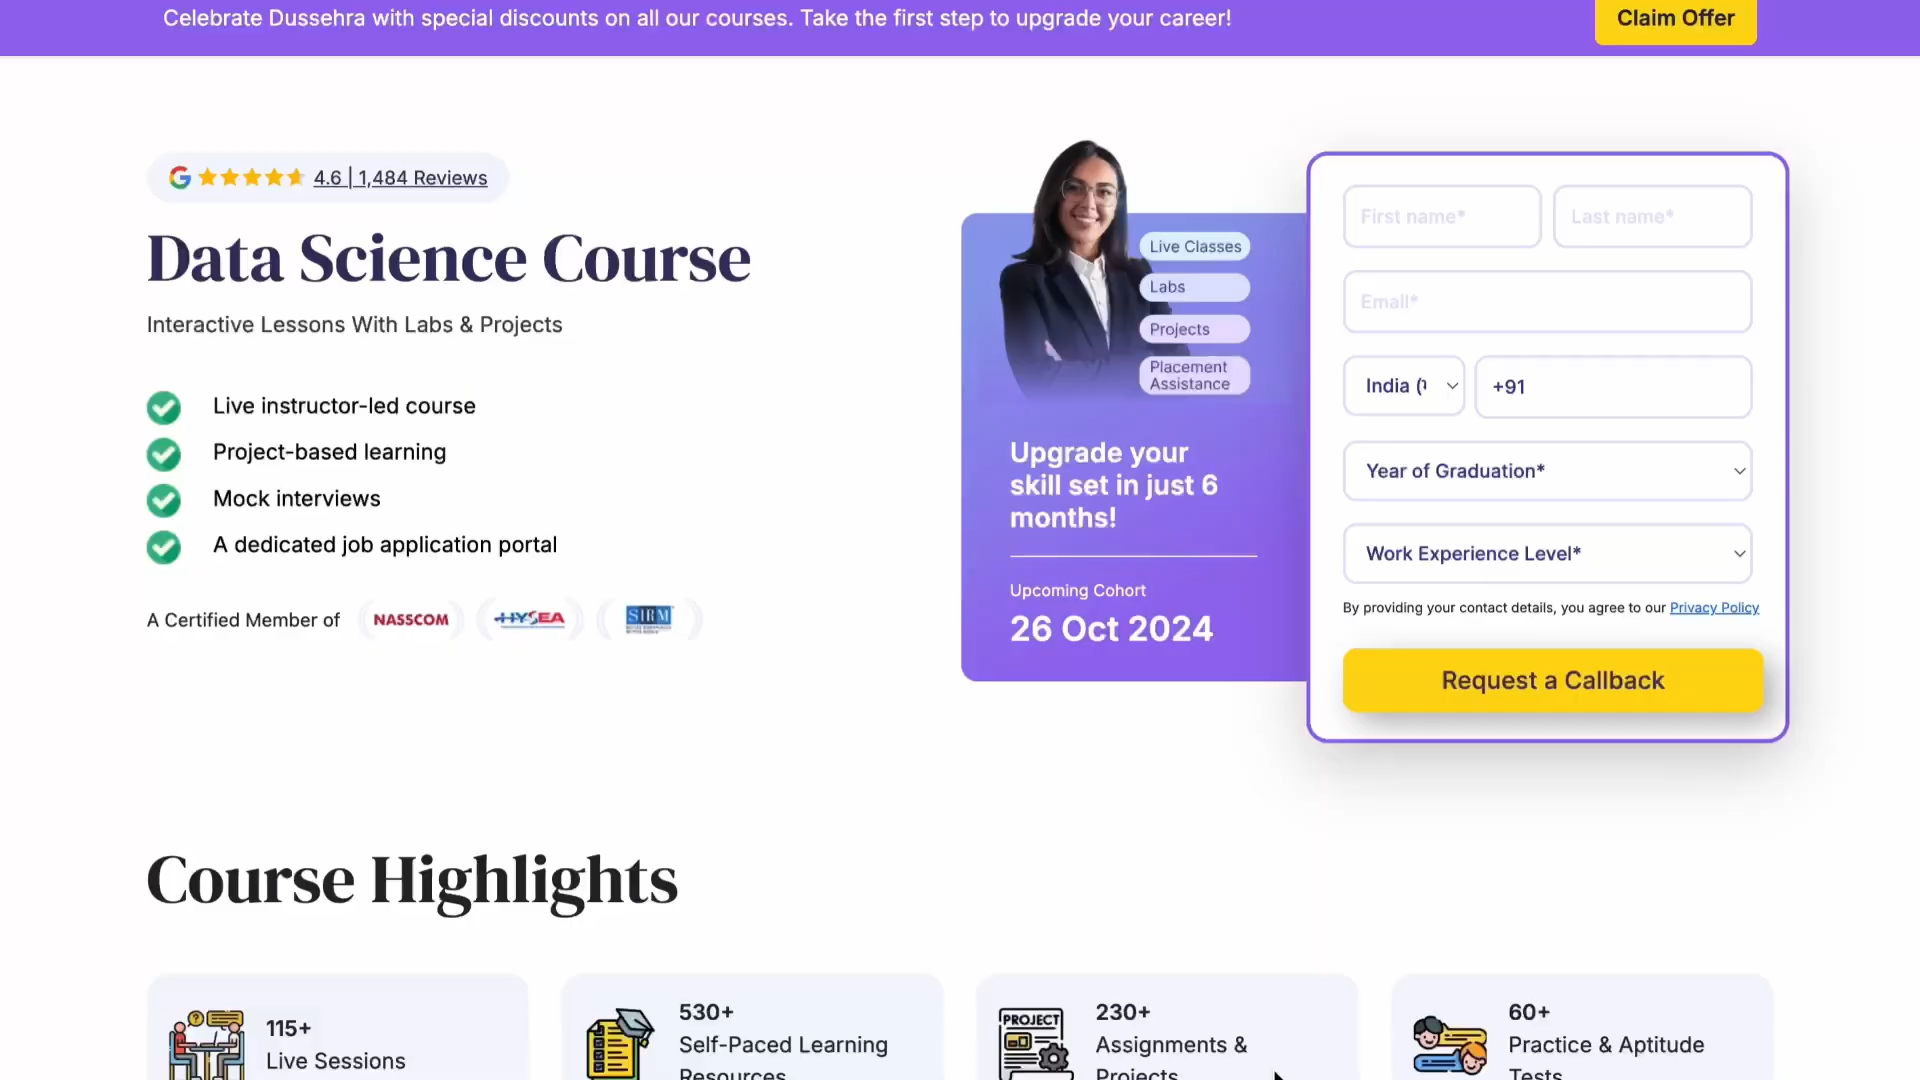 Celebrate Dussehra with special discounts on all our courses. Take the first step to upgrade your career!
Claim Offer
4.6 | 1,484 Reviews
Data Science Course
Interactive Lessons With Labs & Projects
Live instructor-led course
Project-based learning
Mock interviews
A dedicated job application portal
A Certified Member of
NASSCOM
HYSEA
Live Classes
Labs
Projects
Placement
Assistance
Upgrade your
skill set in just 6
months!
Upcoming Cohort
26 Oct 2024
First name*
Last name*
Email*
India (
+91
Year of Graduation*
Work Experience Level*
By providing your contact details, you agree to our Privacy Policy
Request a Callback
Course Highlights
115+
Live Sessions
530+
Self-Paced Learning
Resources
PROJECT
230+
Assignments &
Projects
60+
Practice & Aptitude
Tests